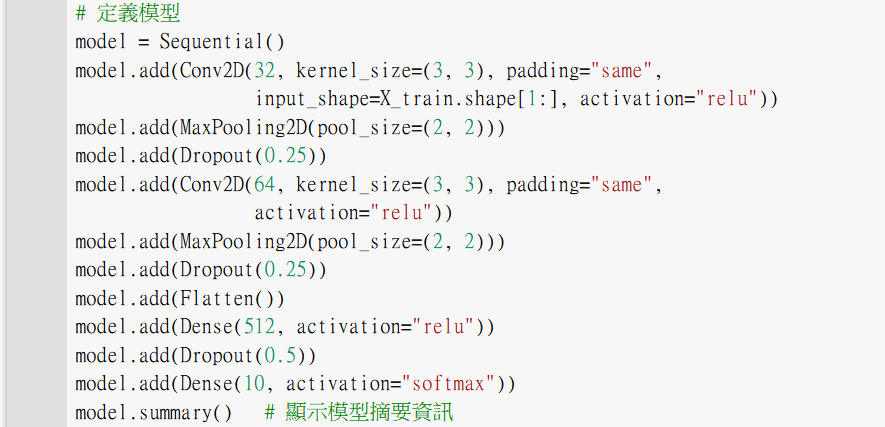 # 定義模型
model = Sequential()
model.add(Conv2D(32, kernel_size=(3, 3), padding="same",
                 input_shape=X_train.shape[1:], activation="relu"))
model.add(MaxPooling2D(pool_size=(2, 2)))
model.add(Dropout(0.25))
model.add(Conv2D(64, kernel_size=(3, 3), padding="same",
                 activation="relu"))
model.add(MaxPooling2D(pool_size=(2, 2)))
model.add(Dropout(0.25))
model.add(Flatten())
model.add(Dense(512, activation="relu"))
model.add(Dropout(0.5))
model.add(Dense(10, activation="softmax"))
model.summary()   # 顯示模型摘要資訊